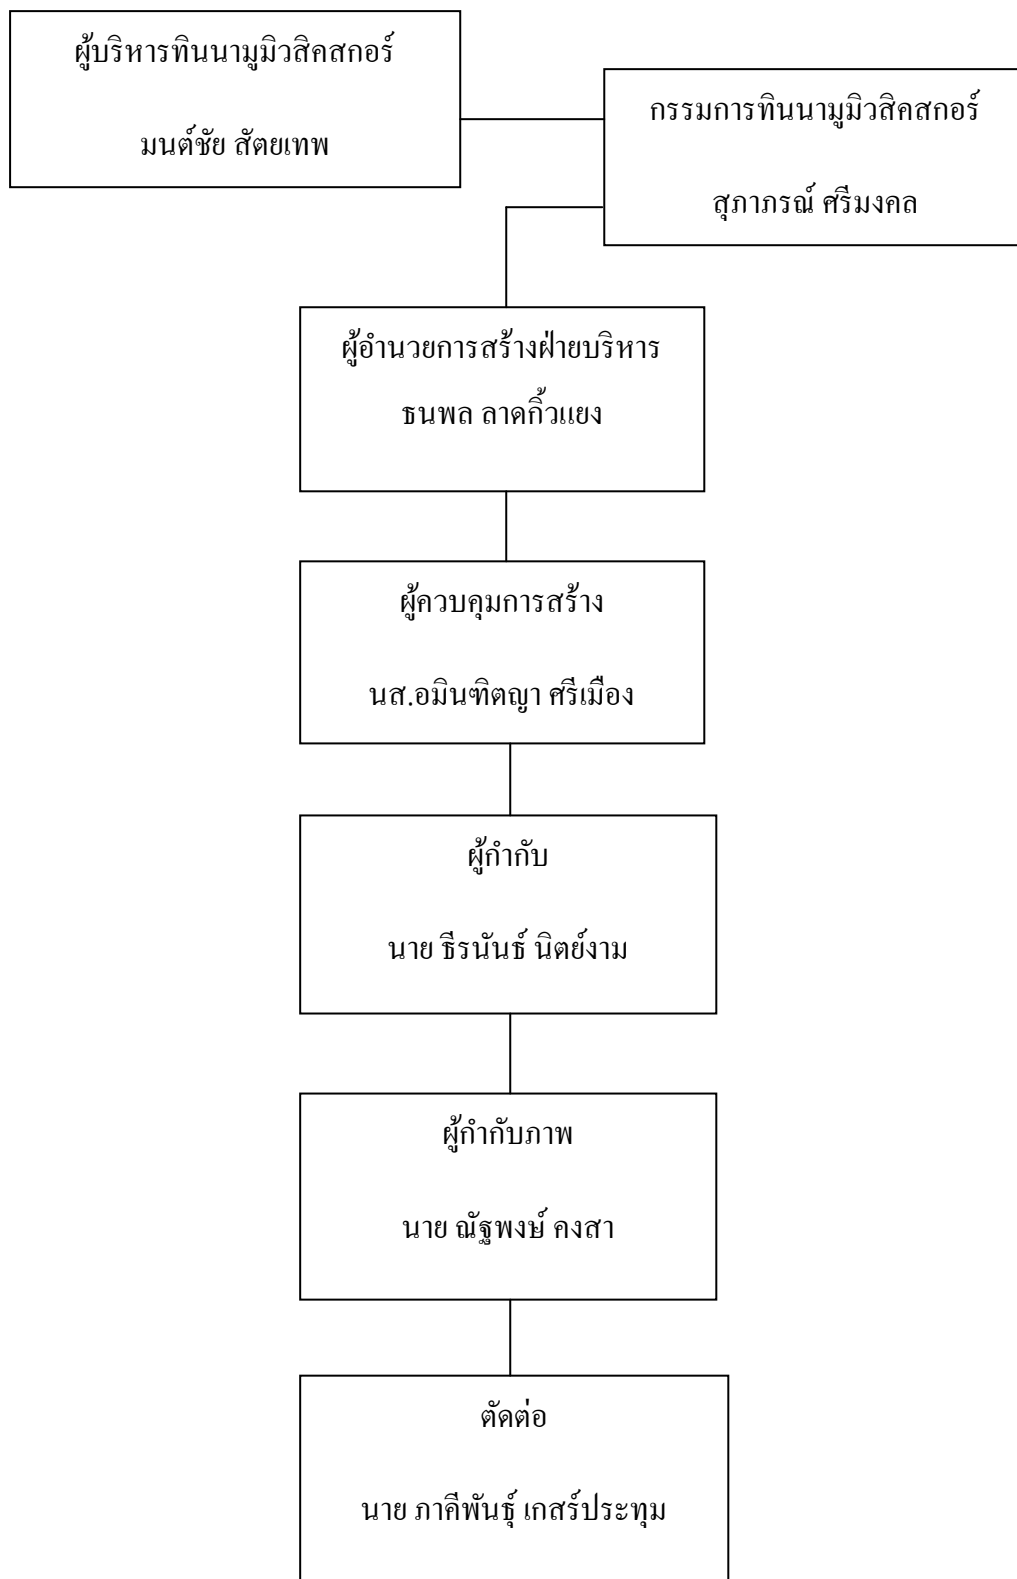 ผู้บริหารทินนามูมิวสิคสกอร์
มนต์ชัย สัตยเทพ
กรรมการทินนามูมิวสิคสกอร์
สุภาภรณ์ ศรีมงคล
ผู้อำนวยการสร้างฝ่ายบริหาร
ธนพล ลาดกิ้วแยง
ผู้ควบคุมการสร้าง
นส.อมินฑิตญา ศรีเมือง
ผู้กำกับ
นาย ธีรนันธ์ นิตย์งาม
ผู้กำกับภาพ
นาย ณัฐพงษ์ คงสา
ตัดต่อ
นาย ภาคีพันธุ์ เกสร์ประทุม